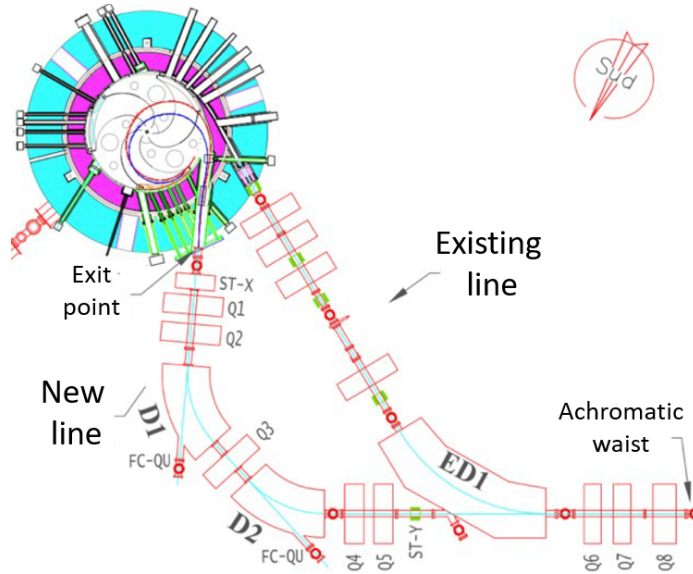 Sud
Existing
line
Exit
point
ST-X
Q1
Q2
New
line
D1
Q3
FC-QU
D2
FC-QU
Q4
Q5
ST-Y
ED1
Achromatic
waist
Q6
Q7
Q8